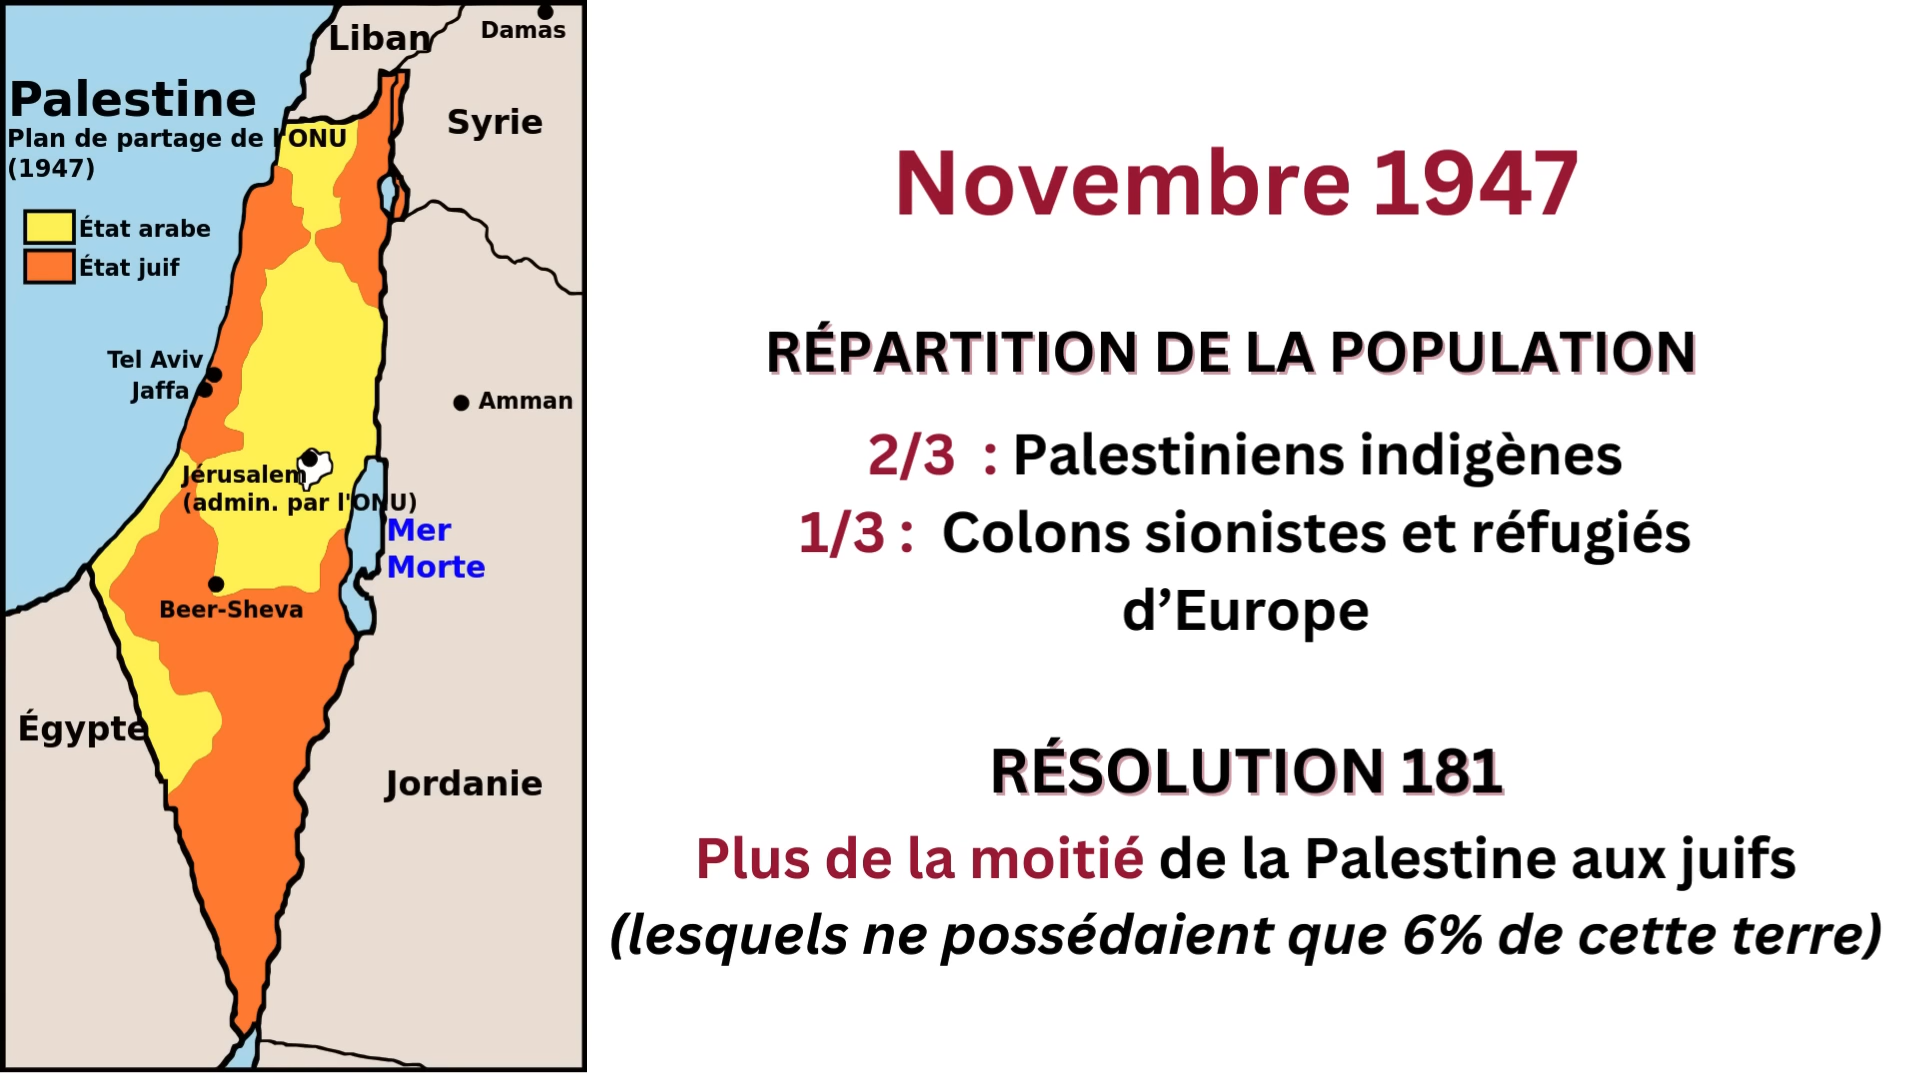 Liban
Damas
Palestine
Plan de partage de l'ONU
(1947)
Syrie
État arabe
État juif
Tel Aviv
Jaffa
Amman
Jérusalem
(admin. par l'ONU)
Mer
Morte
Beer-Sheva
Égypte
Jordanie
Novembre 1947
RÉPARTITION DE LA POPULATION
2/3 : Palestiniens indigènes
1/3 : Colons sionistes et réfugiés
d’Europe
RÉSOLUTION 181
Plus de la moitié de la Palestine aux juifs
(lesquels ne possédaient que 6% de cette terre)